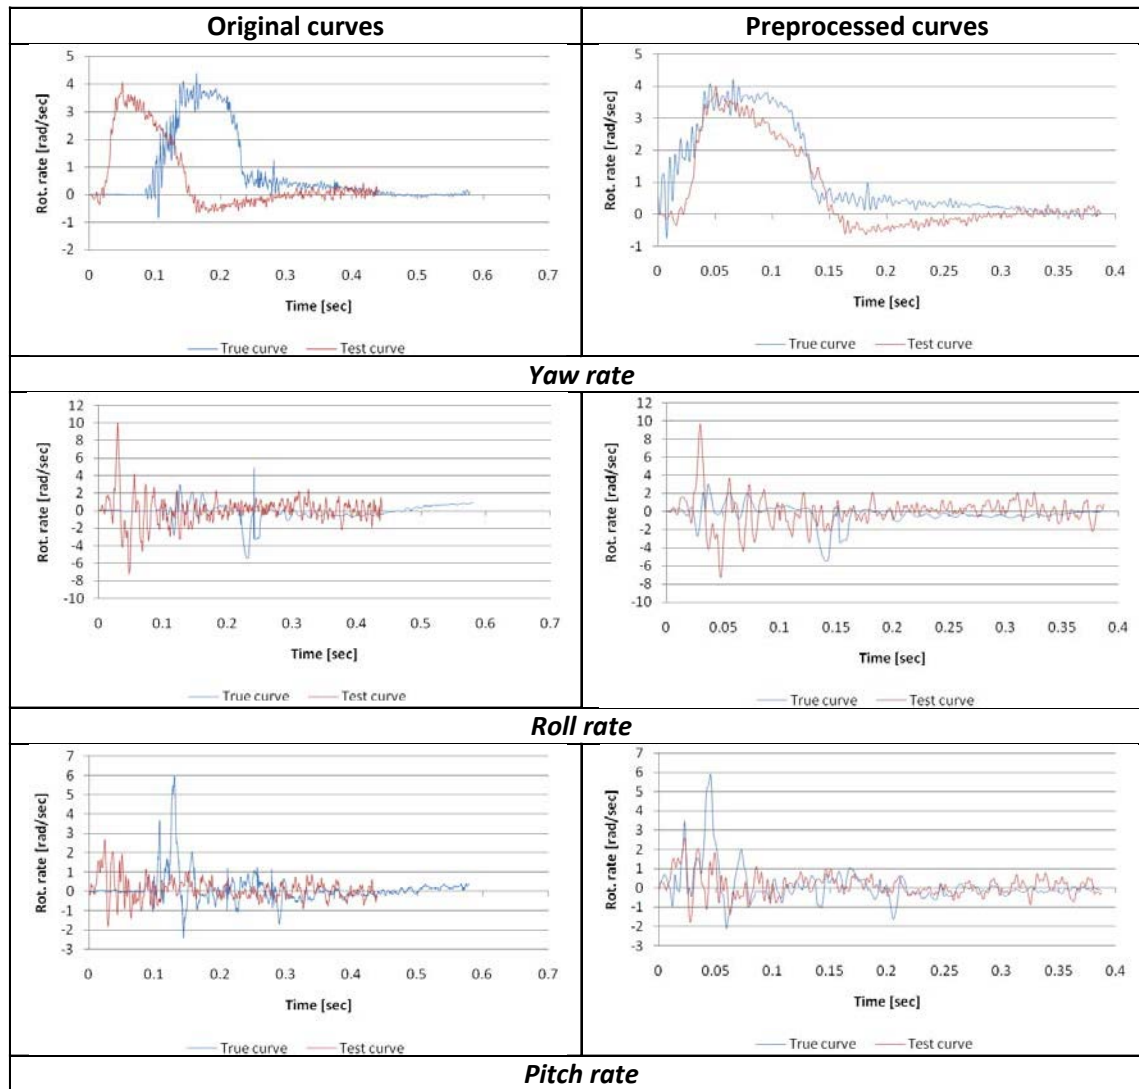 Original curves
Preprocessed curves
5
4
3
2
1
0
-1
-2
Rot. rate [rad/sec]
0 0.1 0.2 0.3 0.4 0.5 0.6 0.7
Time [sec]
True curve Test curve
5
4
3
2
1
0
-1
Rot. rate [rad/sec]
0 0.05 0.1 0.15 0.2 0.25 0.3 0.35 0.4
Time [sec]
True curve Test curve
Yaw rate
12
10
8
6
4
2
0
-2
-4
-6
-8
-10
Rot. rate [rad/sec]
0 0.1 0.2 0.3 0.4 0.5 0.6 0.7
Time [sec]
True curve Test curve
12
10
8
6
4
2
0
-2
-4
-6
-8
-10
Rot. rate [rad/sec]
0 0.05 0.1 0.15 0.2 0.25 0.3 0.35 0.4
Time [sec]
True curve Test curve
Roll rate
7
6
5
4
3
2
1
0
-1
-2
-3
Rot. rate [rad/sec]
0 0.1 0.2 0.3 0.4 0.5 0.6 0.7
Time [sec]
True curve Test curve
7
6
5
4
3
2
1
0
-1
-2
-3
Rot. rate [rad/sec]
0 0.05 0.1 0.15 0.2 0.25 0.3 0.35 0.4
Time [sec]
True curve Test curve
Pitch rate